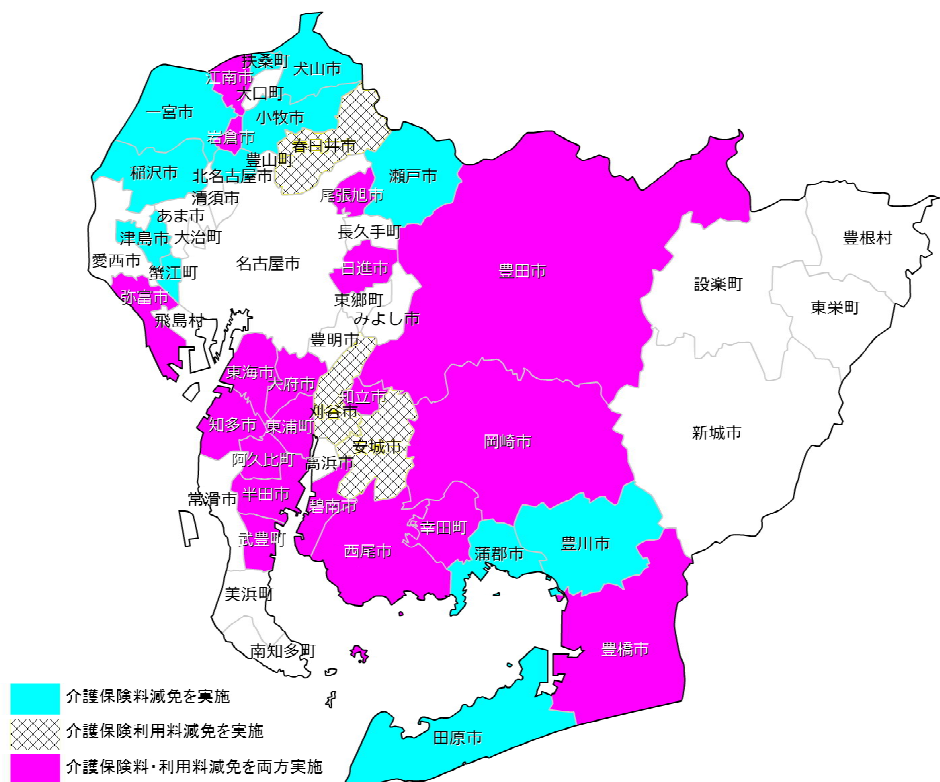 扶桑町
犬山市
江南市
大口町
一宮市
小牧市
岩倉市
春日井市
豊山町
稲沢市
北名古屋市
瀬戸市
尾張旭市
清須市
あま市
長久手町
津島市
大治町
愛西市
名古屋市
蟹江町
日進市
豊田市
豊根村
設楽町
弥富市
東郷町
東栄町
飛島村
みよし市
豊明市
東海市
大府市
知立市
刈谷市
知多市
東浦町
新城市
岡崎市
安城市
阿久比町
高浜市
半田市
常滑市
碧南市
幸田町
武豊町
西尾市
蒲郡市
豊川市
美浜町
南知多町
豊橋市
介護保険料減免を実施
介護保険利用料減免を実施
田原市
介護保険料・利用料減免を両方実施